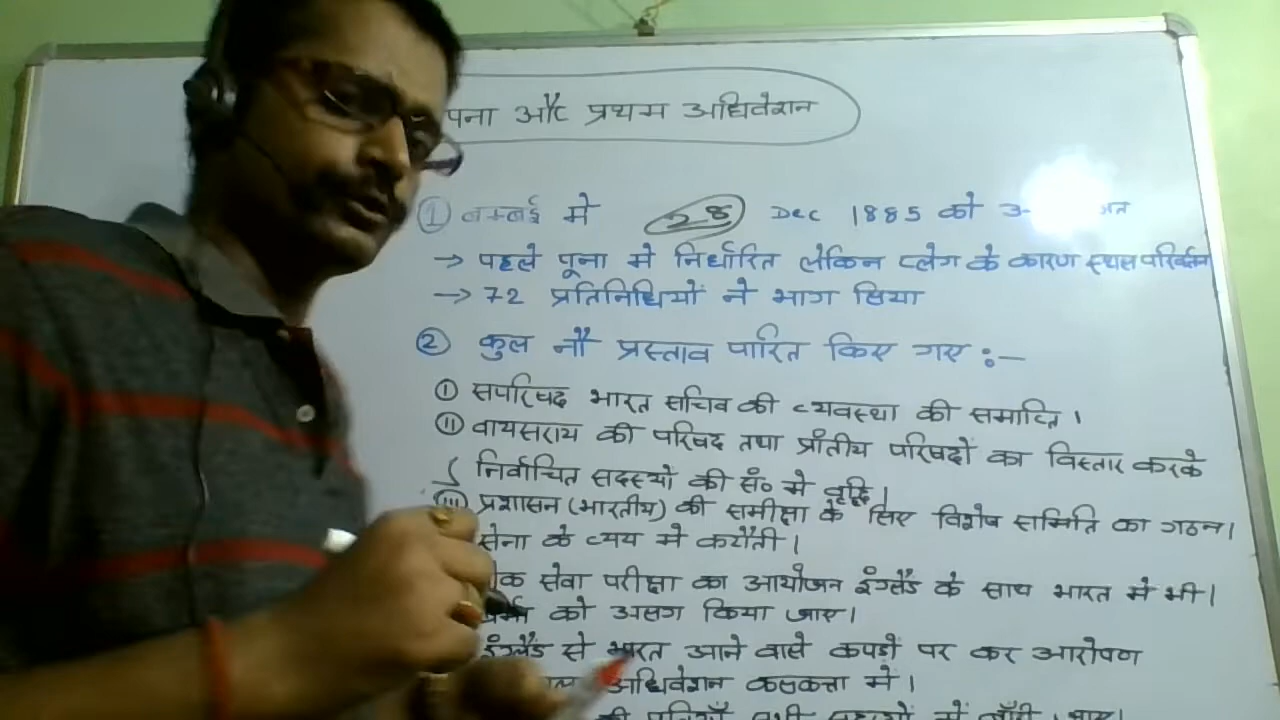 पना और प्रथम अधिवेशन
① बम्बई मे 28 Dec 1885 को
→ पहले पूना मे निर्धारित लेकिन प्लेग के कारण स्थल परिवर्तन
→ 72 प्रतिनिधियों ने भाग लिया
② कुल नौ प्रस्ताव पारित किए गए :-
① सपरिषद भारत सचिव की व्यवस्था की समाप्ति ।
⑪ वायसराय की परिषद तथा प्रांतीय परिषदों का विस्तार करके
निर्वाचित सदस्यो की सं० मे वृद्धि ।
प्रशासन (भारतीय) की समीक्षा के लिए विशेष समिति का गठन ।
सेना के व्यय मे कटौती ।
क सेवा परीक्षा का आयोजन इंग्लैंड के साथ भारत मे भी ।
को अलग किया जाए ।
इंग्लैंड से भारत आने वाले कपड़ो पर कर आरोपण
अधिवेशन कलकत्ता मे ।